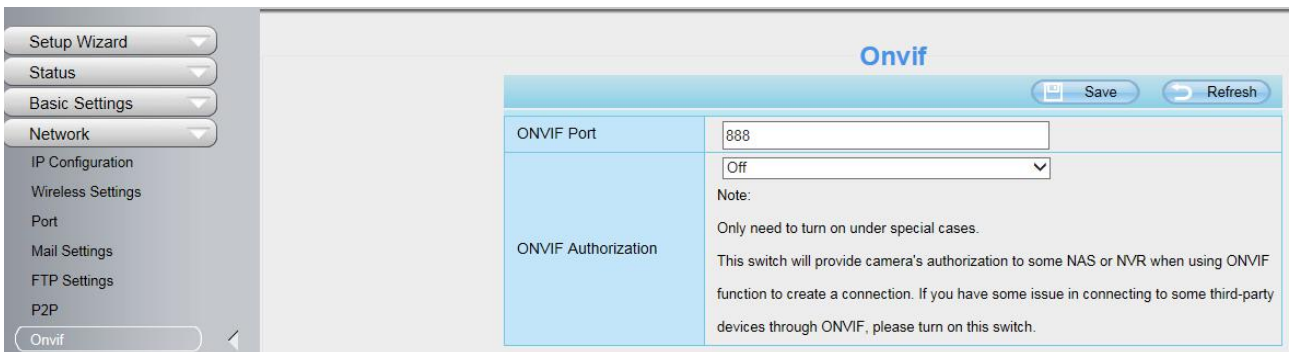 Setup Wizard
Status
Basic Settings
Network
IP Configuration
Wireless Settings
Port
Mail Settings
FTP Settings
P2P
Onvif
Onvif
Save Refresh
ONVIF Port 888
ONVIF Authorization
Off
Note:
Only need to turn on under special cases.
This switch will provide camera's authorization to some NAS or NVR when using ONVIF
function to create a connection. If you have some issue in connecting to some third-party
devices through ONVIF, please turn on this switch.